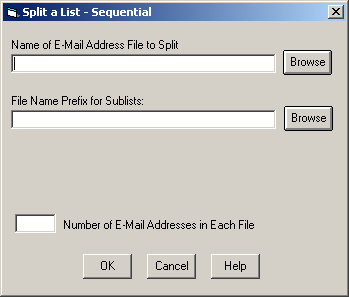 Split a List - Sequential
Name of E-Mail Address File to Split
Browse
File Name Prefix for Sublists:
Browse
Number of E-Mail Addresses in Each File
OK Cancel Help